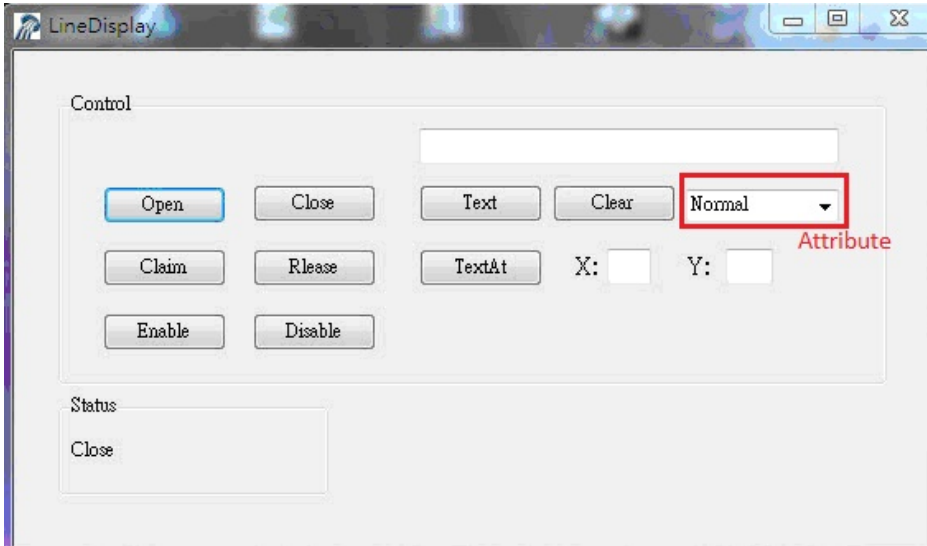 LineDisplay
Control
Open Close Text Clear Normal
Attribute
Claim Rlease TextAt X: Y:
Enable Disable
Status
Close